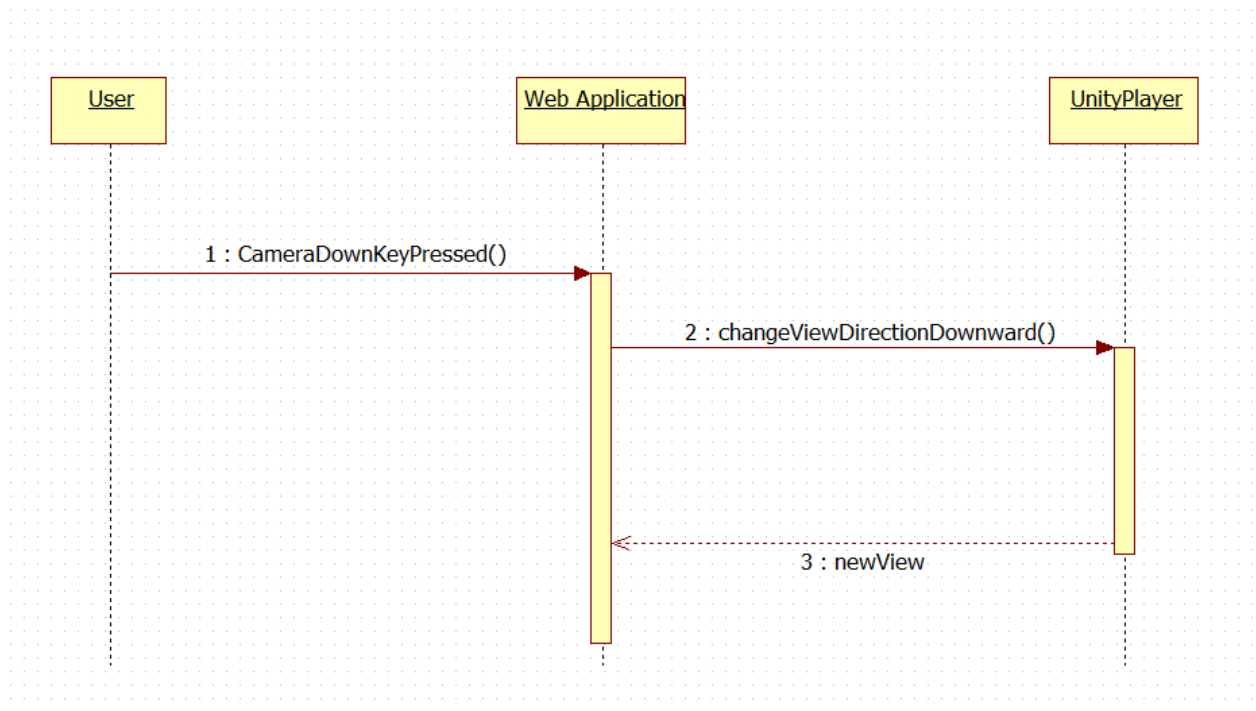 User
Web Application
UnityPlayer
1 : CameraDownKeyPressed()
2 : changeViewDirectionDownward()
3 : newView